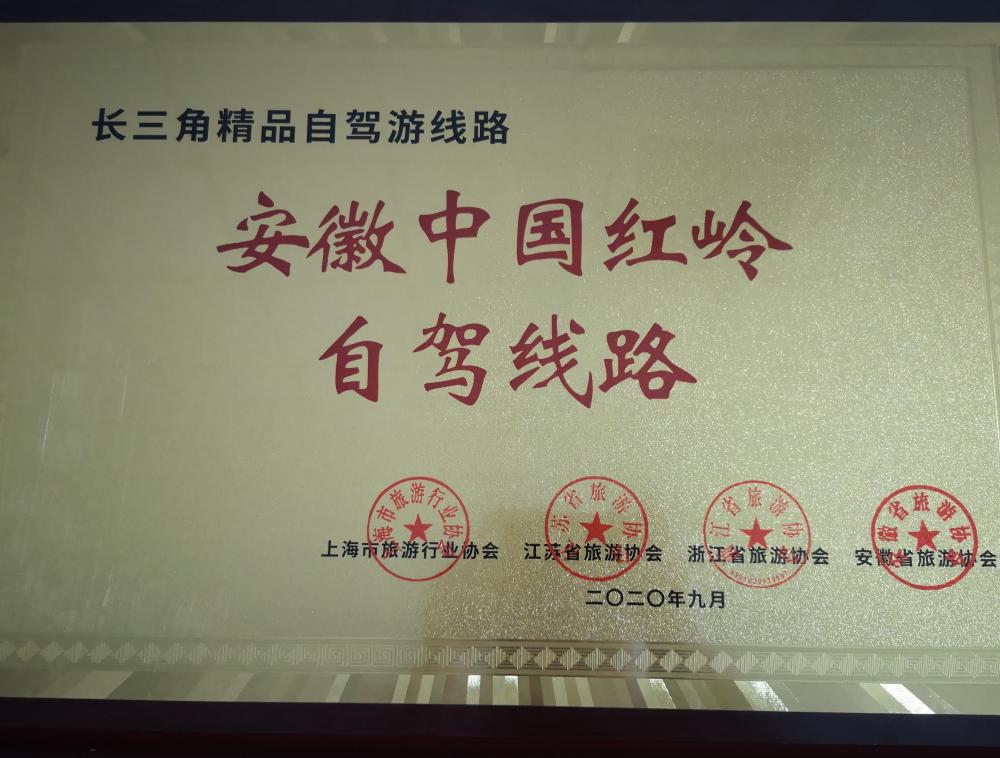 长三角精品自驾游线路
安徽中国红岭
自驾线路
上海市旅游行业协会 江苏省旅游协会 浙江省旅游协会 安徽省旅游协会
二〇二〇年九月